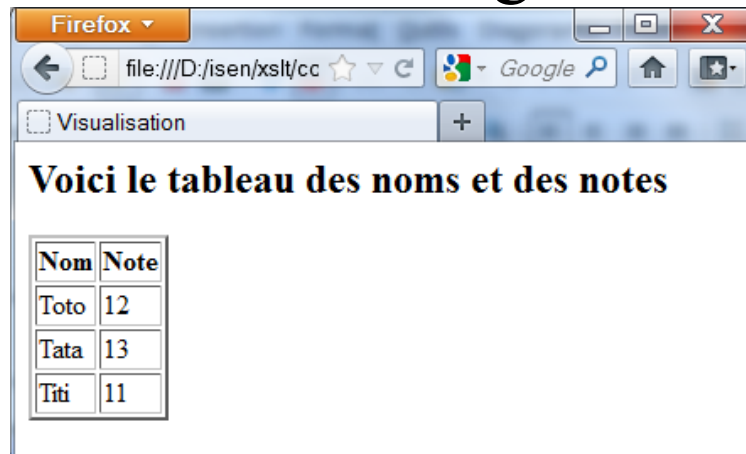 Firefox
file:///D:/isen/xslt/cc
Google
Visualisation
+
Voici le tableau des noms et des notes
Nom Note
Toto 12
Tata 13
Titi 11